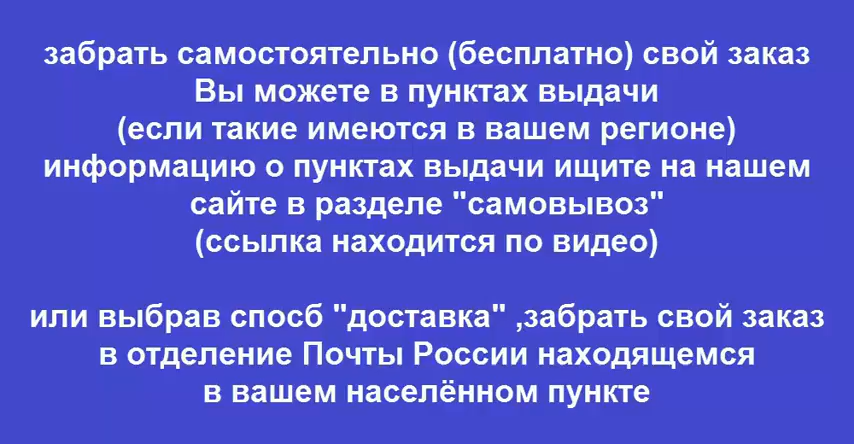 забрать самостоятельно (бесплатно) свой заказ
Вы можете в пунктах выдачи
(если такие имеются в вашем регионе)
информацию о пунктах выдачи ищите на нашем
сайте в разделе "самовывоз"
(ссылка находится по видео)
или выбрав спосб "доставка" ,забрать свой заказ
в отделение Почты России находящемся
в вашем населённом пункте